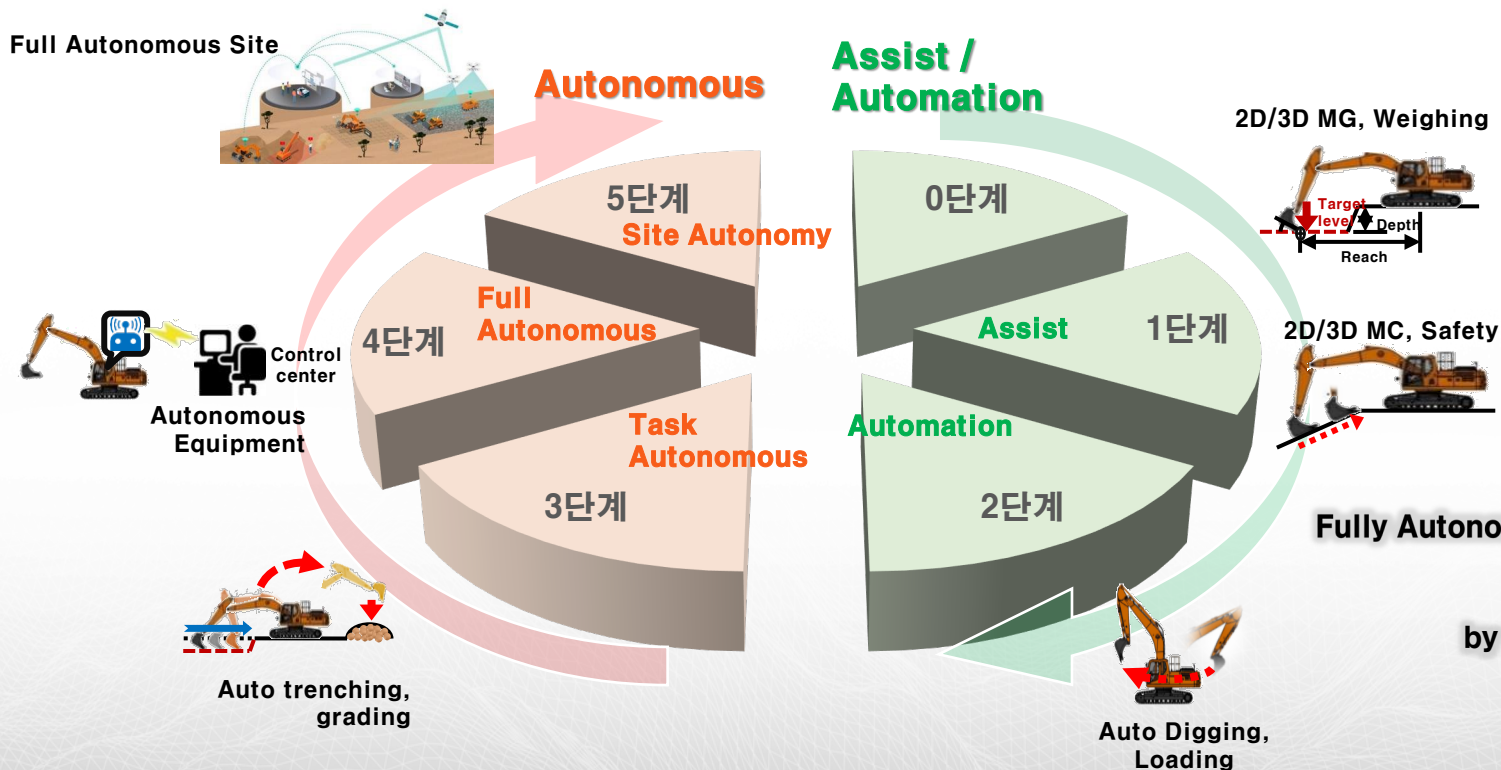 Full Autonomous Site
Autonomous
Assist /
Automation
2D/3D MG, Weighing
Target
level
Depth
Reach
5단계
Site Autonomy
0단계
Full
Autonomous
4단계
Assist
1단계
2D/3D MC, Safety
Control
center
Autonomous
Equipment
Task
Autonomous
3단계
Automation
2단계
Fully Autono
by
Auto trenching,
grading
Auto Digging,
Loading